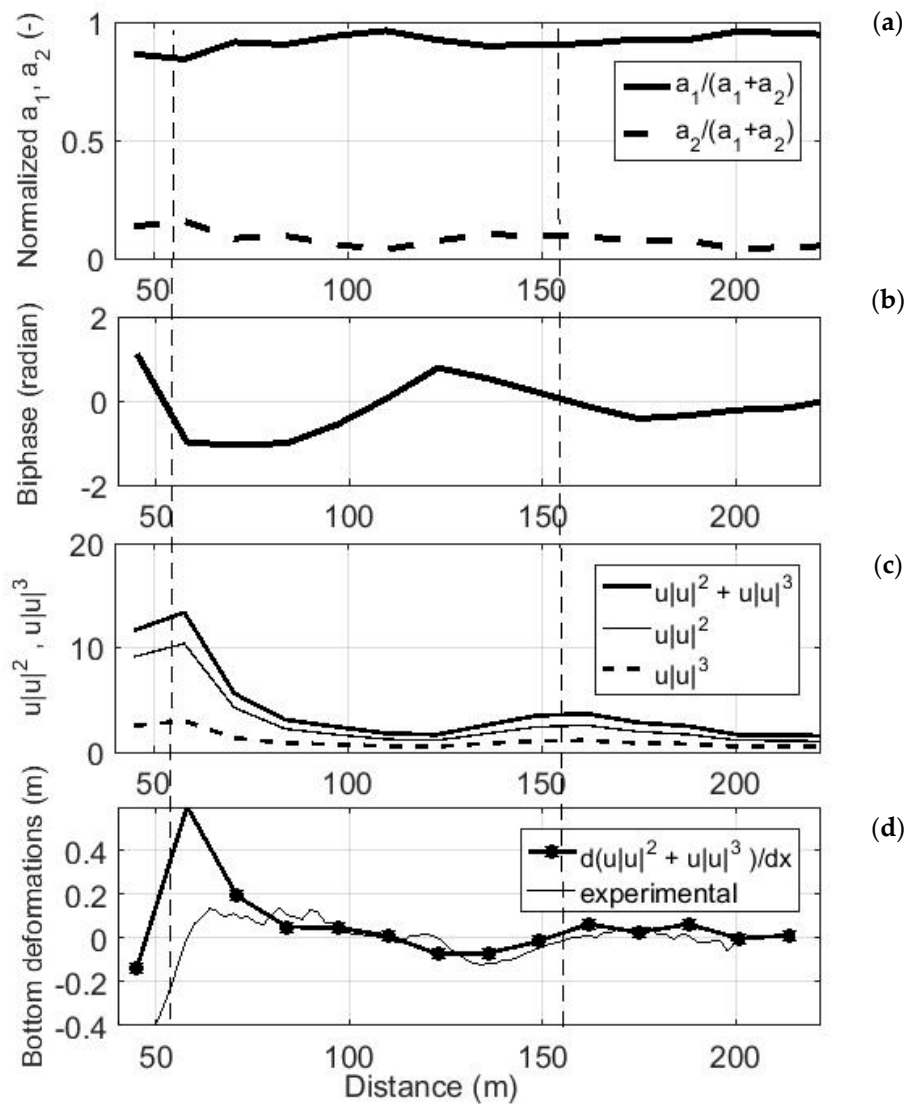 (a)
Normalized a1, a2 (-)
1
0.5
0
a1/(a1+a2)
a2/(a1+a2)
50 100 150 200
(b)
Biphase (radian)
2
0
-2
50 100 150 200
(c)
u|u|^2 , u|u|^3
20
10
0
u|u|^2 + u|u|^3
u|u|^2
u|u|^3
50 100 150 200
(d)
Bottom deformations (m)
0.4
0.2
0
-0.2
-0.4
d(u|u|^2 + u|u|^3 )/dx
experimental
50 100 150 200
Distance (m)